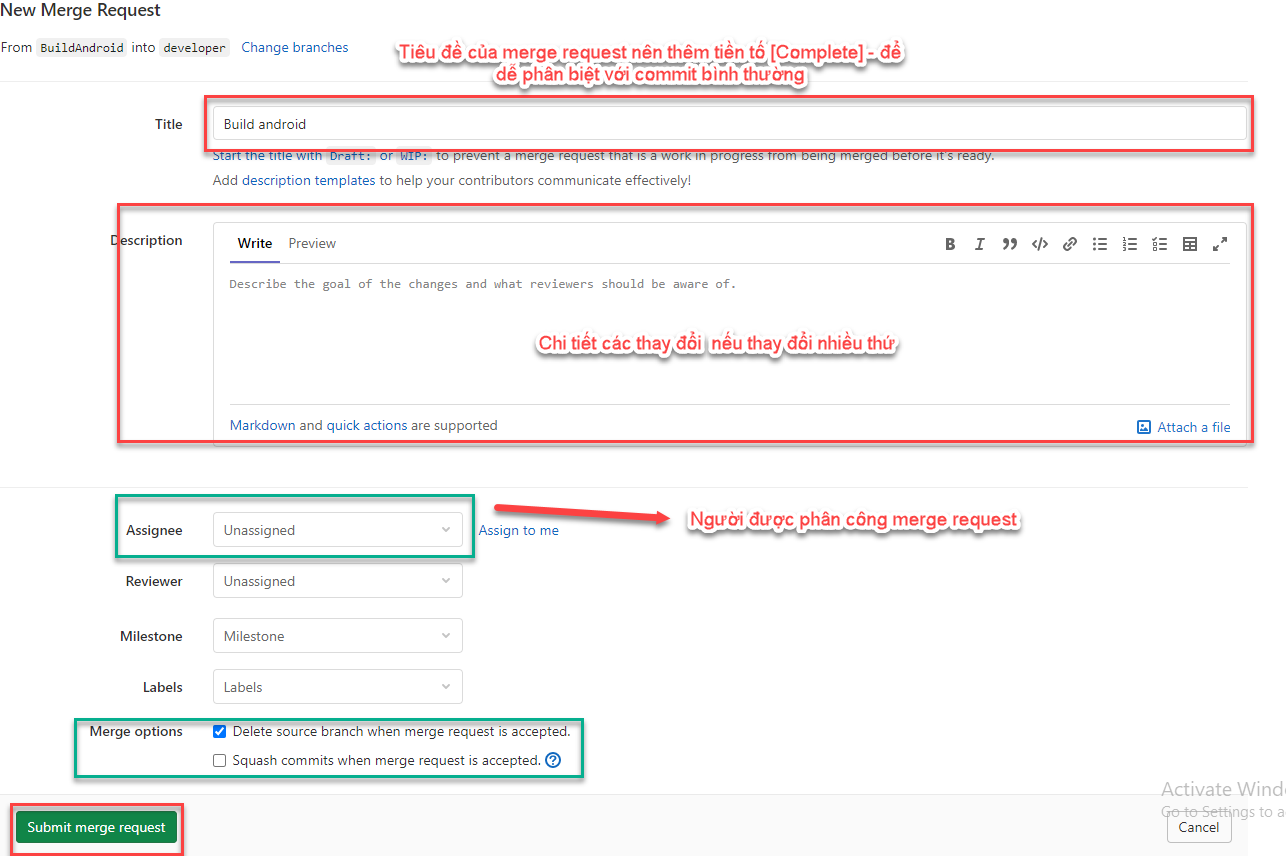 New Merge Request
From BuildAndroid into developer Change branches
Tiêu đề của merge request nên thêm tiền tố [Complete] - để
dễ phân biệt với commit bình thường
Title
Build android
Start the title with Draft: or WIP: to prevent a merge request that is a work in progress from being merged before it's ready.
Add description templates to help your contributors communicate effectively!
Description
Write Preview
Describe the goal of the changes and what reviewers should be aware of.
Chi tiết các thay đổi nếu thay đổi nhiều thứ
Markdown and quick actions are supported
Attach a file
Assignee
Unassigned
Assign to me
Người được phân công merge request
Reviewer
Unassigned
Milestone
Milestone
Labels
Labels
Merge options
Delete source branch when merge request is accepted.
Squash commits when merge request is accepted.
Activate Wind
Go to Settings to a
Submit merge request
Cancel